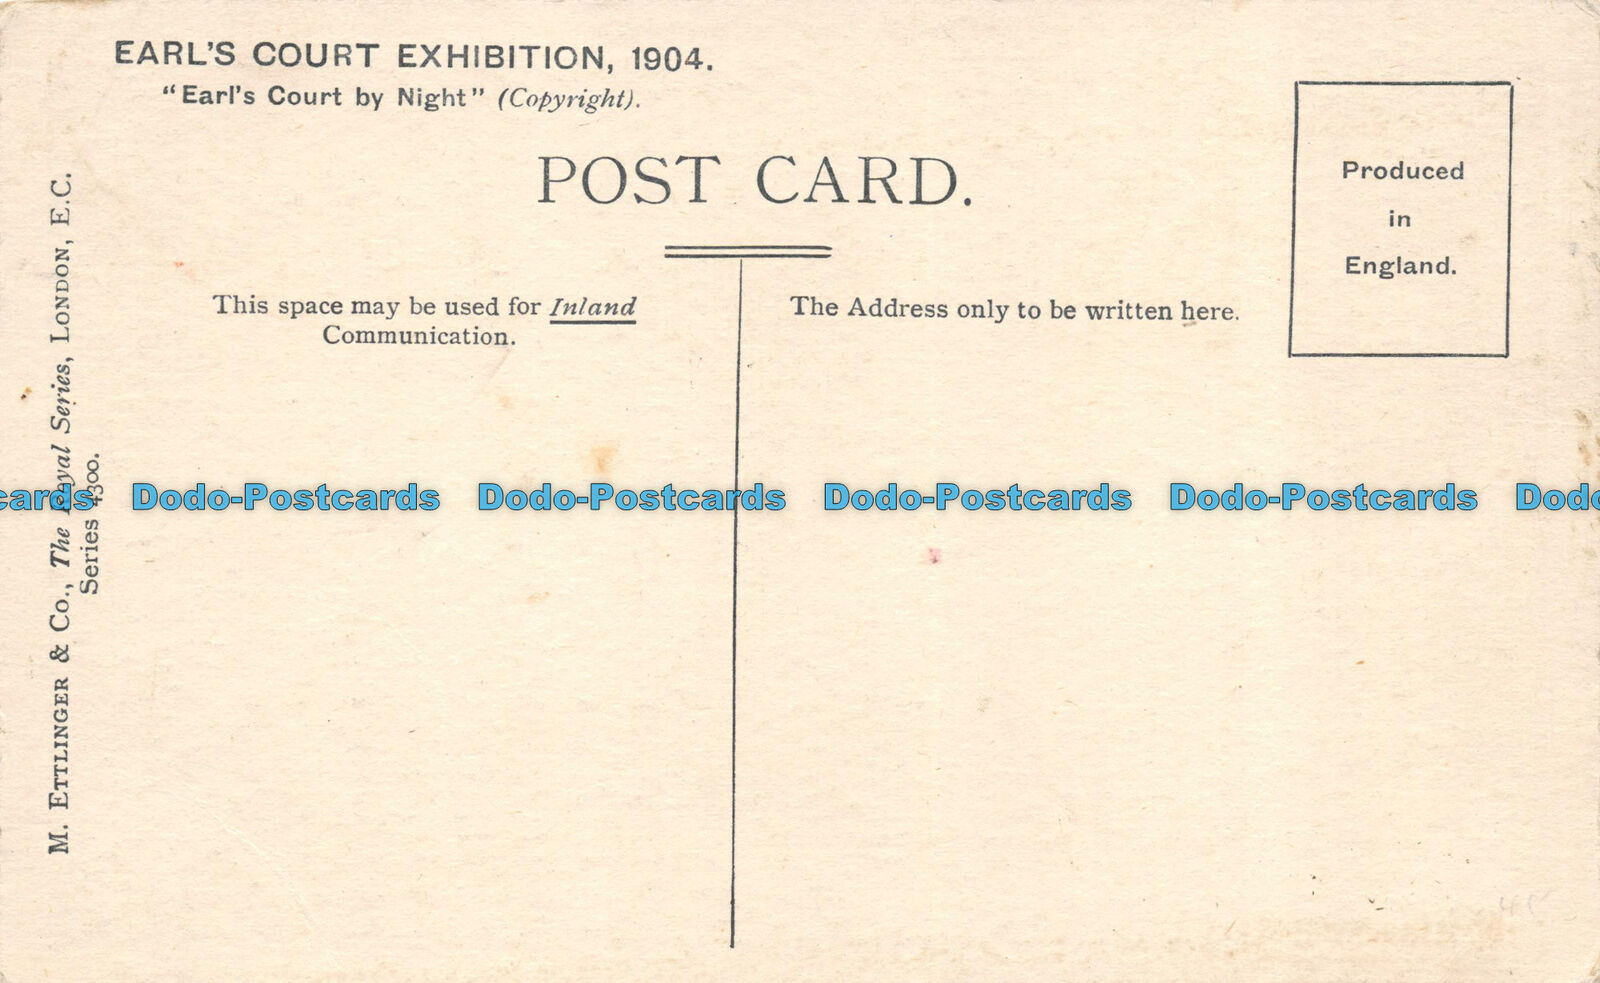 EARL'S COURT EXHIBITION, 1904.
"Earl's Court by Night" (Copyright).
POST CARD.
Produced
in
England.
This space may be used for Inland
Communication.
The Address only to be written here.
M. ETTLINGER & Co., The Royal Series, LONDON, E.C.
Series 4300.
cards Dodo-Postcards Dodo-Postcards Dodo-Postcards Dodo-Postcards Dodo